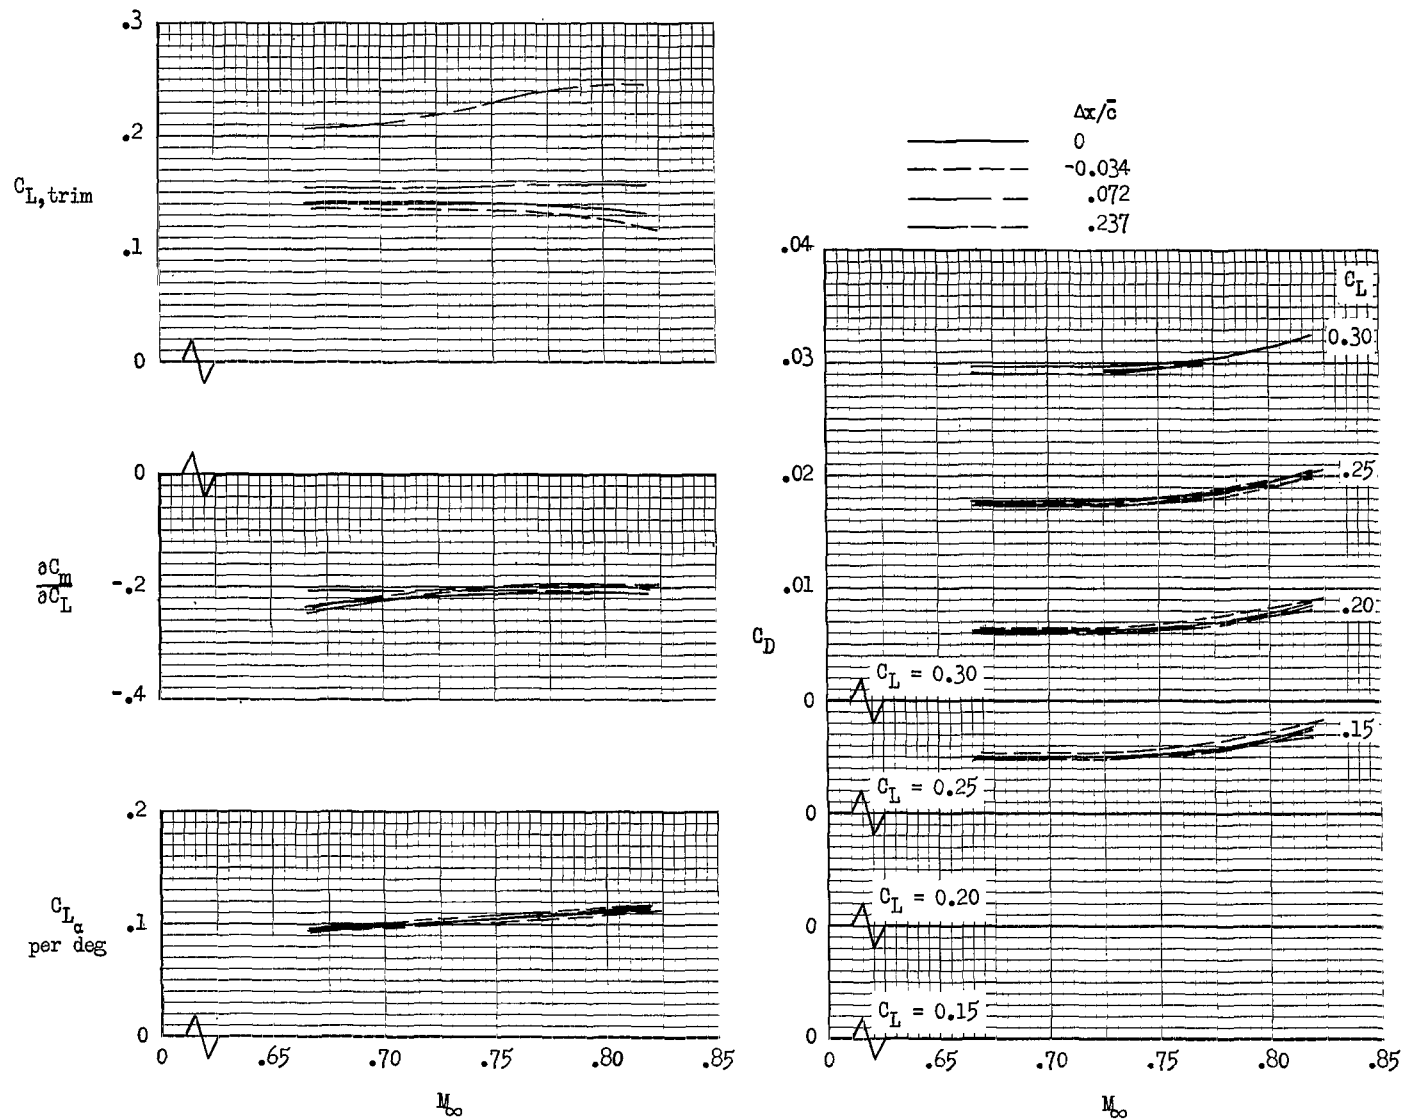 .3
.2
C_L,trim
.1
0
0
∂C_m
∂C_L
-.2
-.4
.2
C_Lα
per deg
.1
0
0 .65 .70 .75 .80 .85
M∞
Δx/c̄
0
-0.034
.072
.237
.04
C_L
0.30
.03
.02
.25
.01
.20
C_D
C_L = 0.30
0
.15
C_L = 0.25
0
C_L = 0.20
0
C_L = 0.15
0
0 .65 .70 .75 .80 .85
M∞